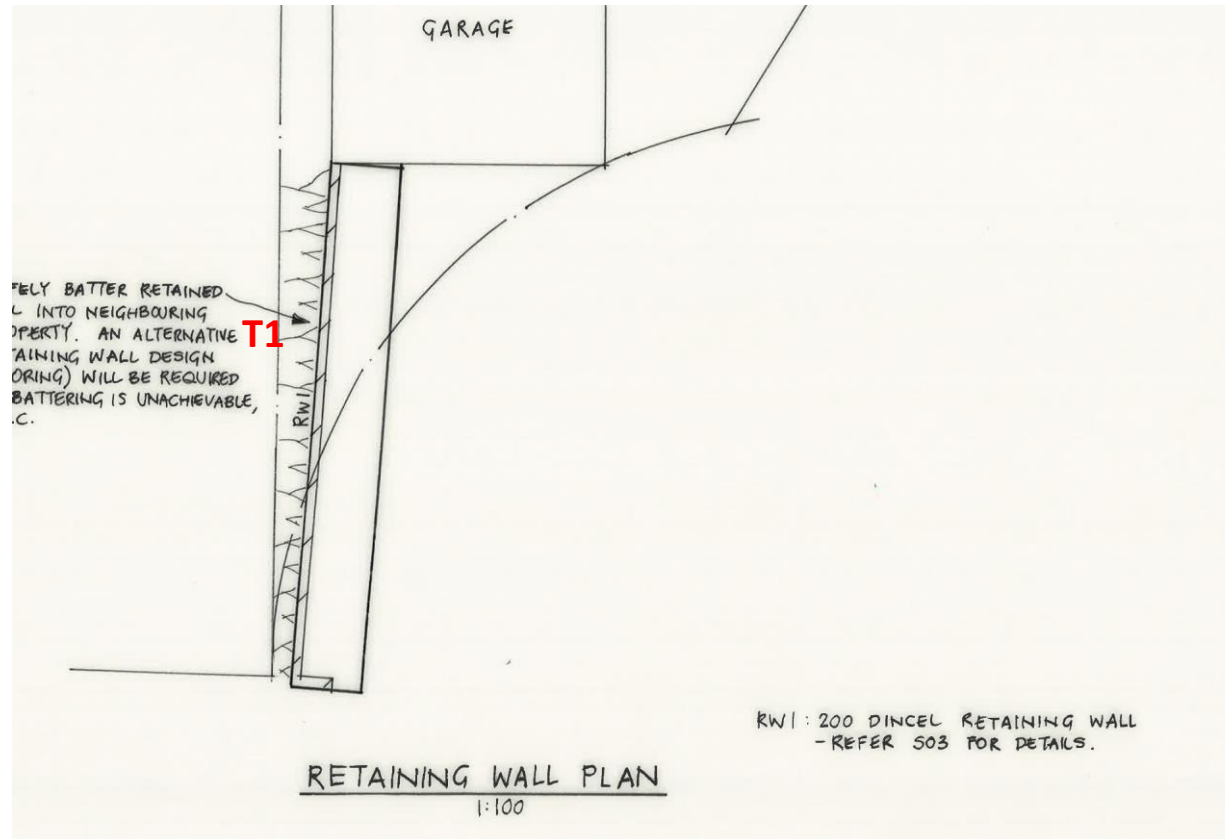 GARAGE
FELY BATTER RETAINED
L INTO NEIGHBOURING
OPERTY. AN ALTERNATIVE
T1
TAINING WALL DESIGN
ORING) WILL BE REQUIRED
BATTERING IS UNACHIEVABLE,
.C.
RW1
RW1: 200 DINCEL RETAINING WALL
- REFER S03 FOR DETAILS.
RETAINING WALL PLAN
1:100